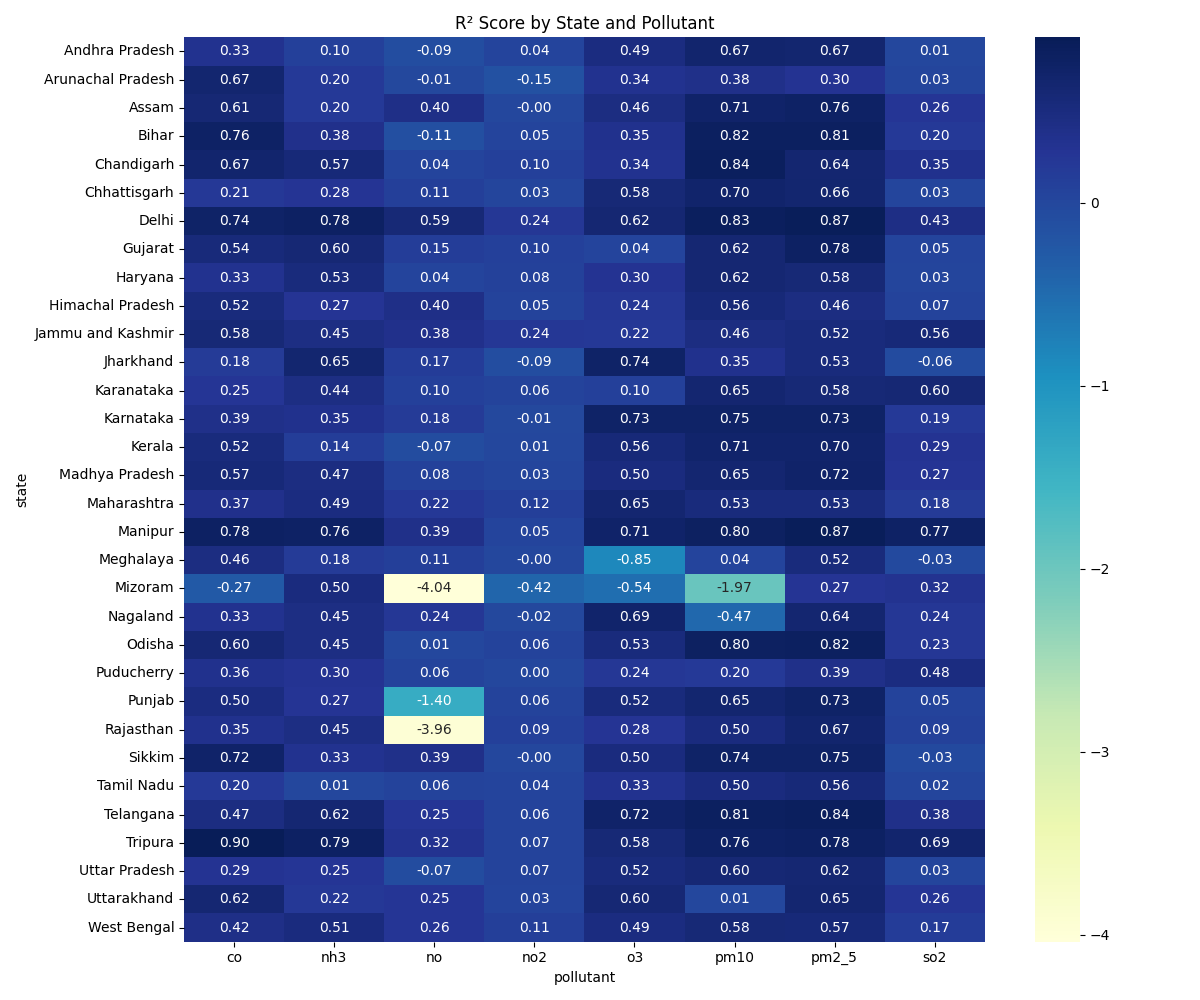 R² Score by State and Pollutant
Andhra Pradesh 0.33 0.10 -0.09 0.04 0.49 0.67 0.67 0.01
Arunachal Pradesh 0.67 0.20 -0.01 -0.15 0.34 0.38 0.30 0.03
Assam 0.61 0.20 0.40 -0.00 0.46 0.71 0.76 0.26
Bihar 0.76 0.38 -0.11 0.05 0.35 0.82 0.81 0.20
Chandigarh 0.67 0.57 0.04 0.10 0.34 0.84 0.64 0.35
Chhattisgarh 0.21 0.28 0.11 0.03 0.58 0.70 0.66 0.03
Delhi 0.74 0.78 0.59 0.24 0.62 0.83 0.87 0.43
Gujarat 0.54 0.60 0.15 0.10 0.04 0.62 0.78 0.05
Haryana 0.33 0.53 0.04 0.08 0.30 0.62 0.58 0.03
Himachal Pradesh 0.52 0.27 0.40 0.05 0.24 0.56 0.46 0.07
Jammu and Kashmir 0.58 0.45 0.38 0.24 0.22 0.46 0.52 0.56
Jharkhand 0.18 0.65 0.17 -0.09 0.74 0.35 0.53 -0.06
Karanataka 0.25 0.44 0.10 0.06 0.10 0.65 0.58 0.60
Karnataka 0.39 0.35 0.18 -0.01 0.73 0.75 0.73 0.19
Kerala 0.52 0.14 -0.07 0.01 0.56 0.71 0.70 0.29
Madhya Pradesh 0.57 0.47 0.08 0.03 0.50 0.65 0.72 0.27
Maharashtra 0.37 0.49 0.22 0.12 0.65 0.53 0.53 0.18
Manipur 0.78 0.76 0.39 0.05 0.71 0.80 0.87 0.77
Meghalaya 0.46 0.18 0.11 -0.00 -0.85 0.04 0.52 -0.03
Mizoram -0.27 0.50 -4.04 -0.42 -0.54 -1.97 0.27 0.32
Nagaland 0.33 0.45 0.24 -0.02 0.69 -0.47 0.64 0.24
Odisha 0.60 0.45 0.01 0.06 0.53 0.80 0.82 0.23
Puducherry 0.36 0.30 0.06 0.00 0.24 0.20 0.39 0.48
Punjab 0.50 0.27 -1.40 0.06 0.52 0.65 0.73 0.05
Rajasthan 0.35 0.45 -3.96 0.09 0.28 0.50 0.67 0.09
Sikkim 0.72 0.33 0.39 -0.00 0.50 0.74 0.75 -0.03
Tamil Nadu 0.20 0.01 0.06 0.04 0.33 0.50 0.56 0.02
Telangana 0.47 0.62 0.25 0.06 0.72 0.81 0.84 0.38
Tripura 0.90 0.79 0.32 0.07 0.58 0.76 0.78 0.69
Uttar Pradesh 0.29 0.25 -0.07 0.07 0.52 0.60 0.62 0.03
Uttarakhand 0.62 0.22 0.25 0.03 0.60 0.01 0.65 0.26
West Bengal 0.42 0.51 0.26 0.11 0.49 0.58 0.57 0.17
co nh3 no no2 o3 pm10 pm2_5 so2
pollutant
state
0
−1
−2
−3
−4